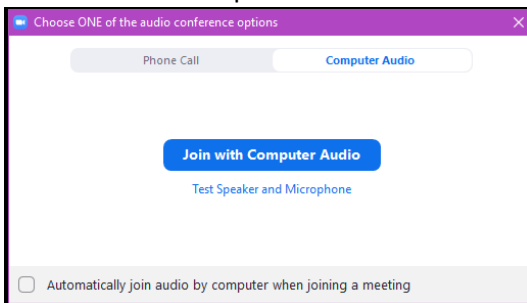 Choose ONE of the audio conference options
Phone Call
Computer Audio
Join with Computer Audio
Test Speaker and Microphone
Automatically join audio by computer when joining a meeting